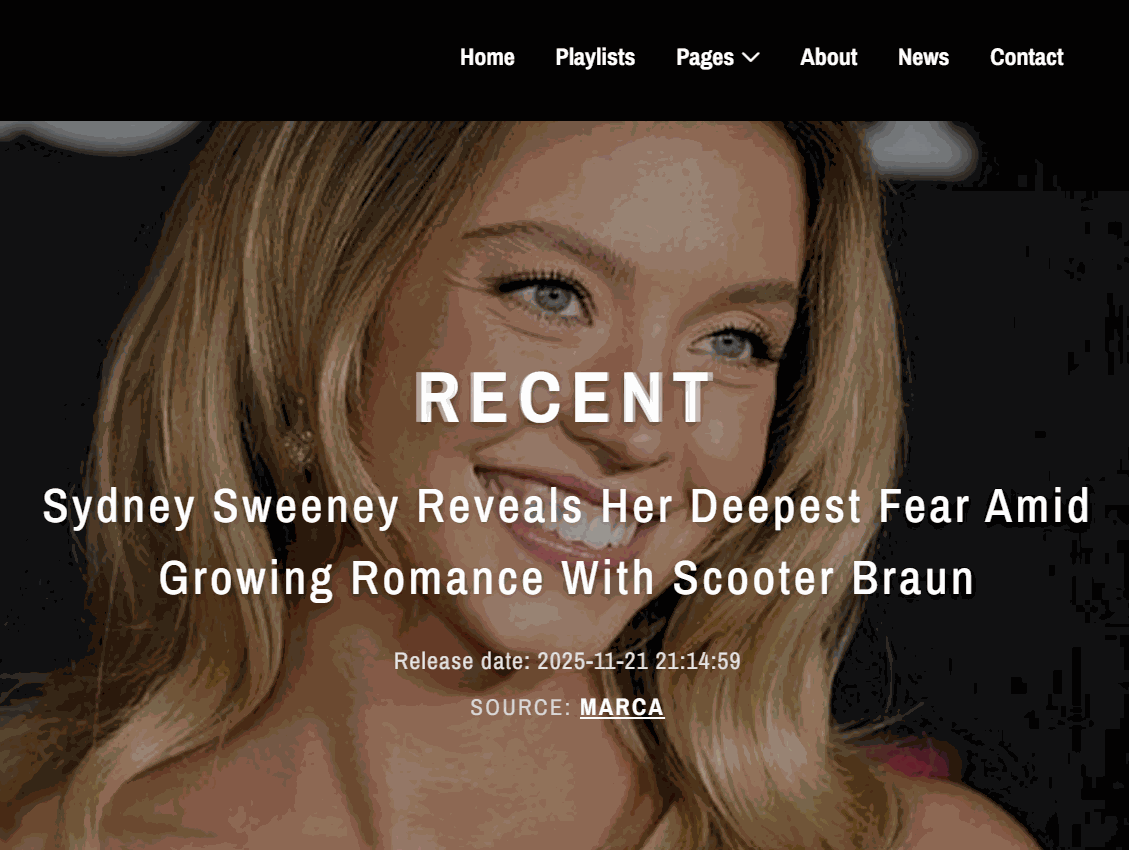 Home Playlists Pages About News Contact
RECENT
Sydney Sweeney Reveals Her Deepest Fear Amid
Growing Romance With Scooter Braun
Release date: 2025-11-21 21:14:59
SOURCE: MARCA